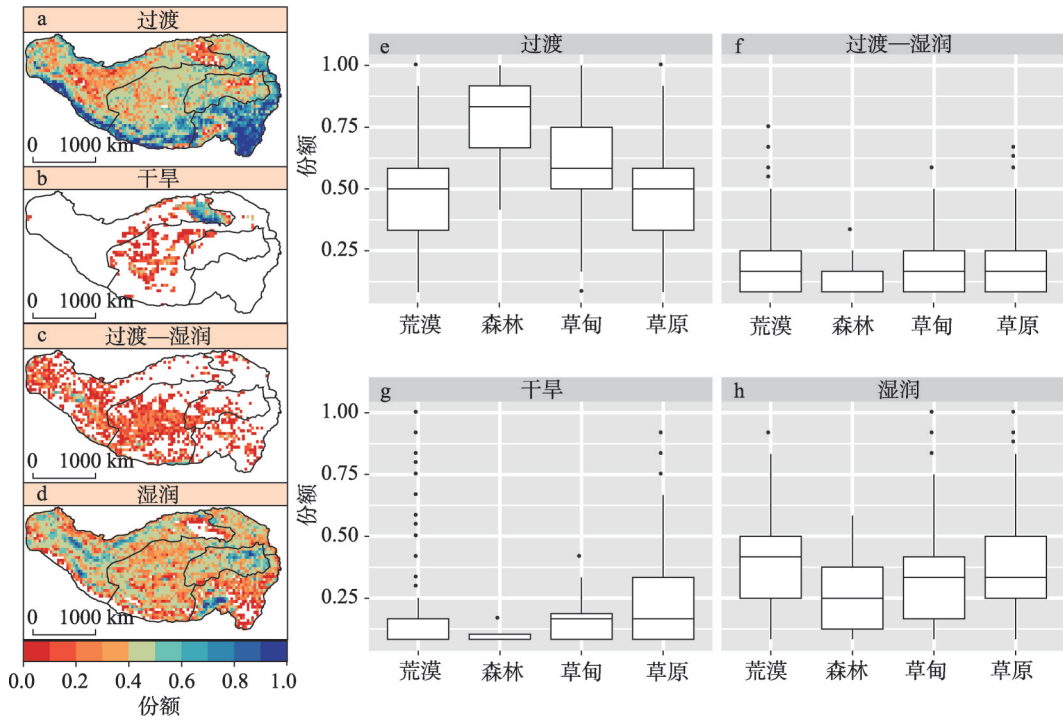 a 过渡
0 1000 km
b 干旱
0 1000 km
c 过渡—湿润
0 1000 km
d 湿润
0 1000 km
0.0 0.2 0.4 0.6 0.8 1.0
份额
e 过渡
f 过渡—湿润
份额
1.00
0.75
0.50
0.25
荒漠 森林 草甸 草原
荒漠 森林 草甸 草原
g 干旱
h 湿润
份额
1.00
0.75
0.50
0.25
荒漠 森林 草甸 草原
荒漠 森林 草甸 草原